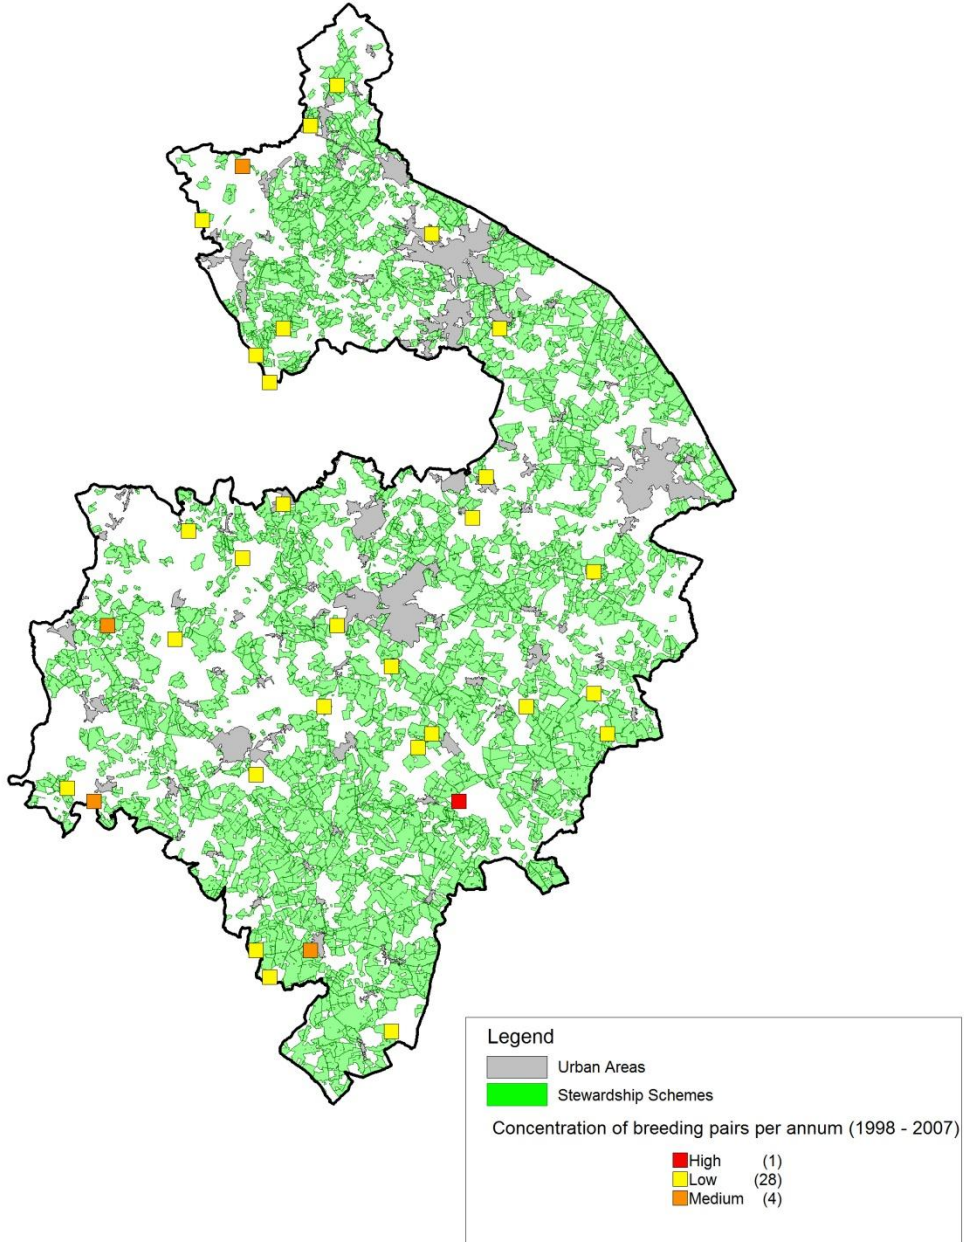 Legend
Urban Areas
Stewardship Schemes
Concentration of breeding pairs per annum (1998 - 2007)
High (1)
Low (28)
Medium (4)